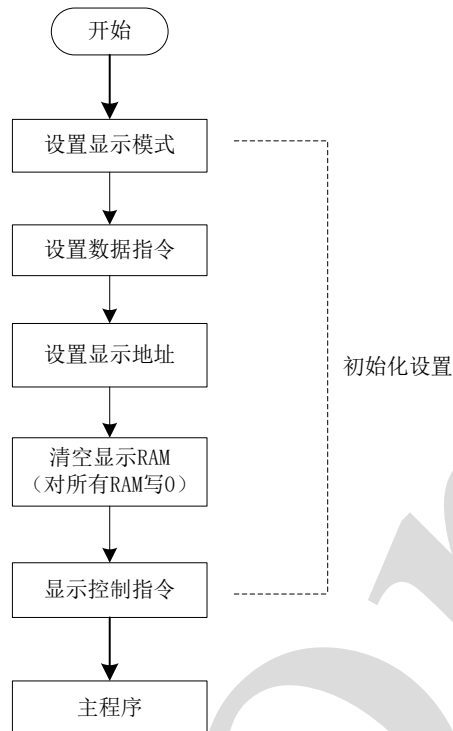 开始
设置显示模式
设置数据指令
设置显示地址
初始化设置
清空显示RAM
（对所有RAM写0）
显示控制指令
主程序